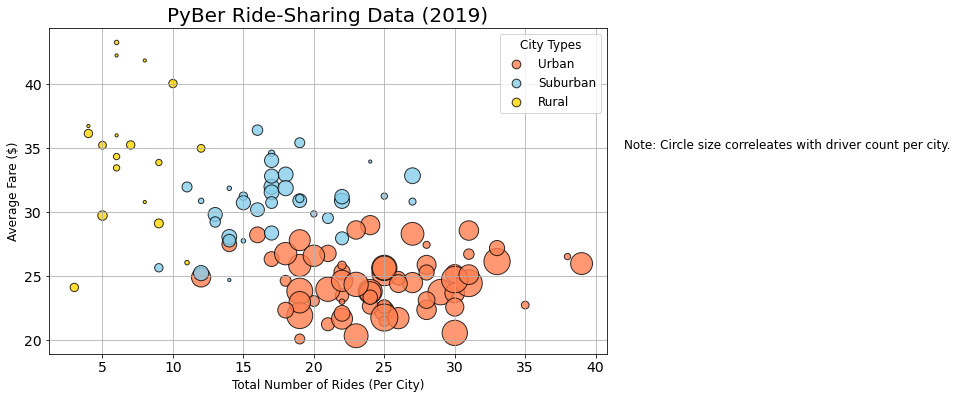 PyBer Ride-Sharing Data (2019)
City Types
Urban
Suburban
Rural
Note: Circle size correleates with driver count per city.
Average Fare ($)
40
35
30
25
20
5 10 15 20 25 30 35 40
Total Number of Rides (Per City)